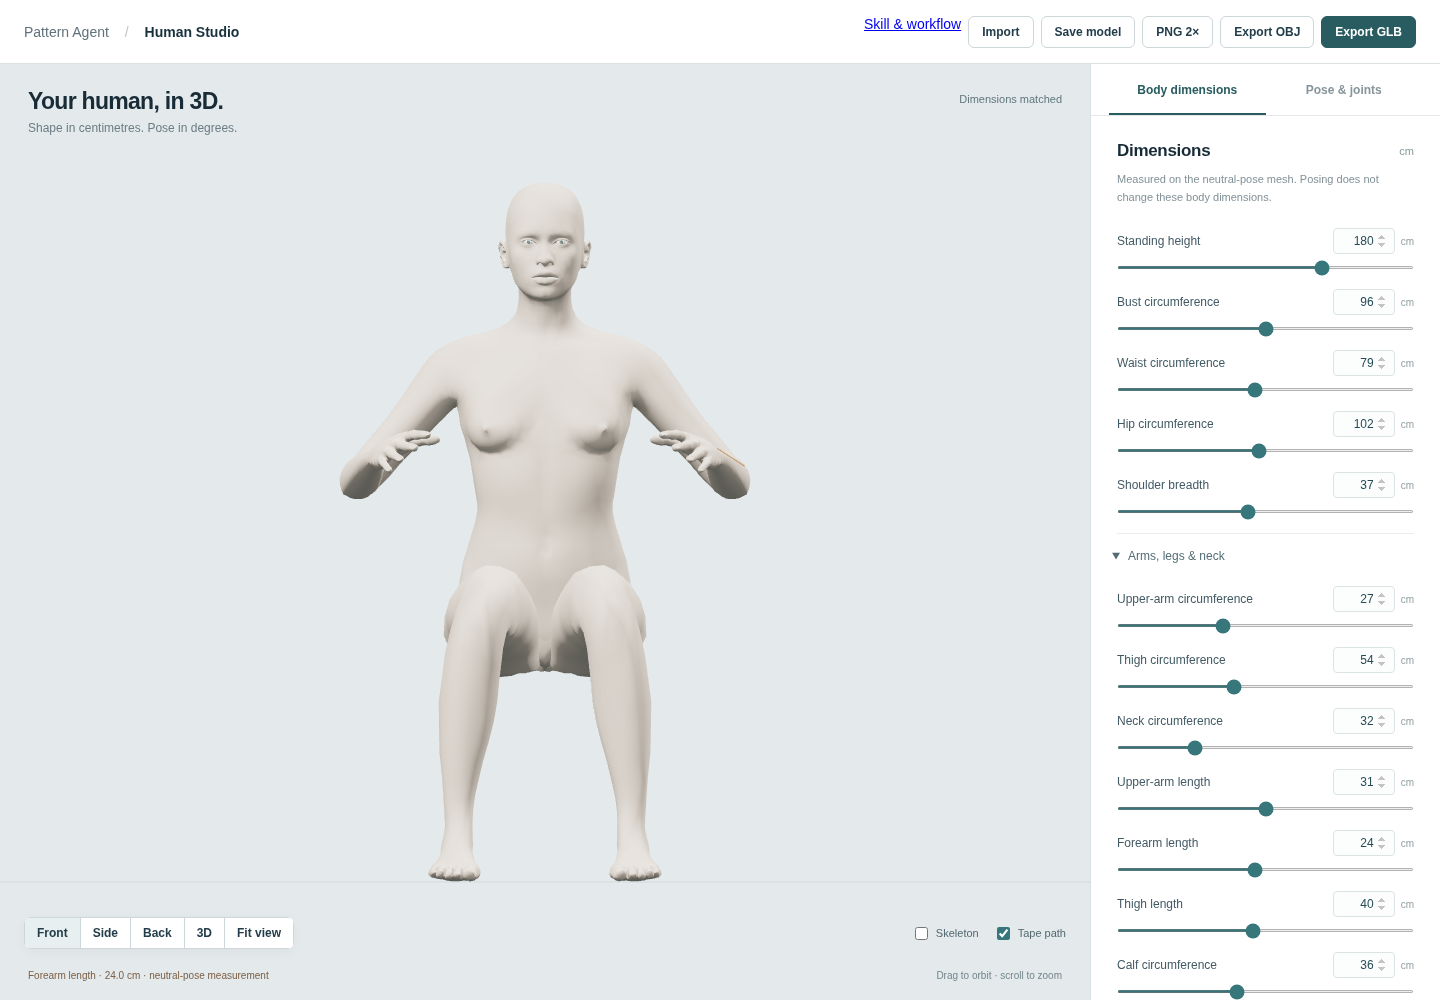 Pattern Agent / Human Studio
Skill & workflow
Import
Save model
PNG 2×
Export OBJ
Export GLB
Your human, in 3D.
Shape in centimetres. Pose in degrees.
Dimensions matched
Body dimensions
Pose & joints
Dimensions
cm
Measured on the neutral-pose mesh. Posing does not
change these body dimensions.
Standing height 180 cm
Bust circumference 96 cm
Waist circumference 79 cm
Hip circumference 102 cm
Shoulder breadth 37 cm
Arms, legs & neck
Upper-arm circumference 27 cm
Thigh circumference 54 cm
Neck circumference 32 cm
Upper-arm length 31 cm
Forearm length 24 cm
Thigh length 40 cm
Calf circumference 36 cm
Front
Side
Back
3D
Fit view
Skeleton
Tape path
Forearm length · 24.0 cm · neutral-pose measurement
Drag to orbit · scroll to zoom